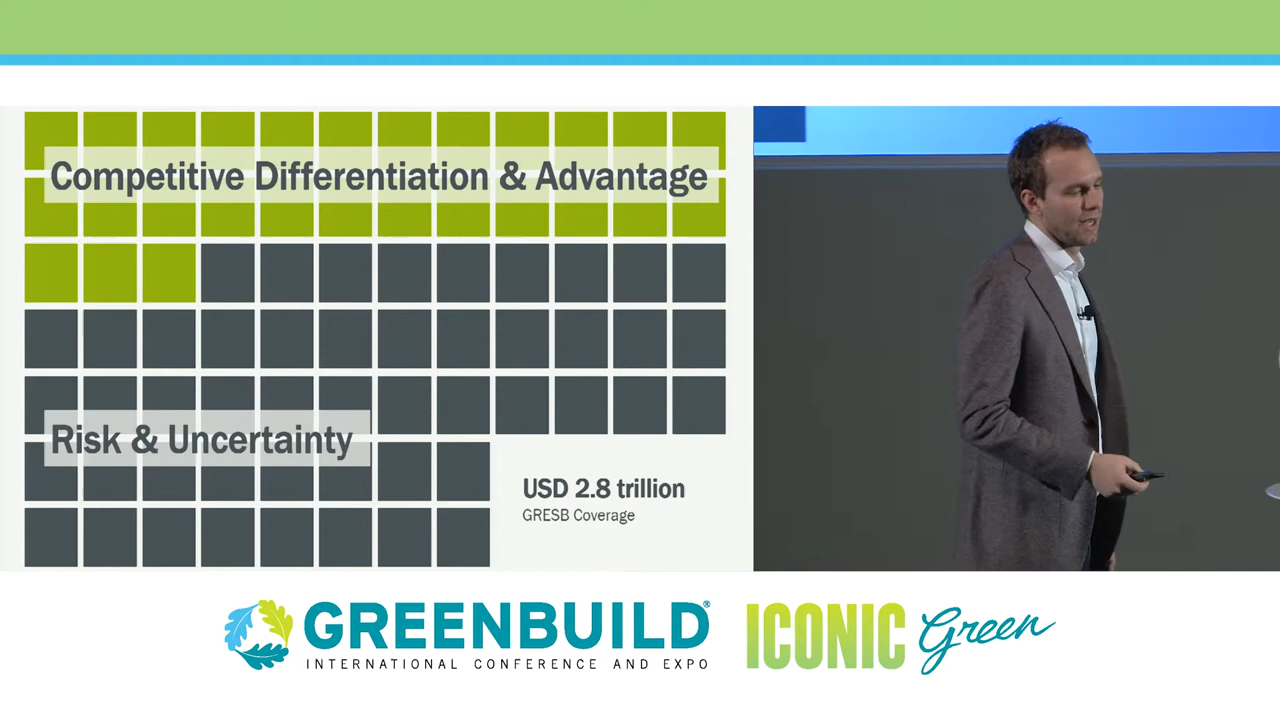 Competitive Differentiation & Advantage
Risk & Uncertainty
USD 2.8 trillion
GRESB Coverage
GREENBUILD®
INTERNATIONAL CONFERENCE AND EXPO
ICONIC Green